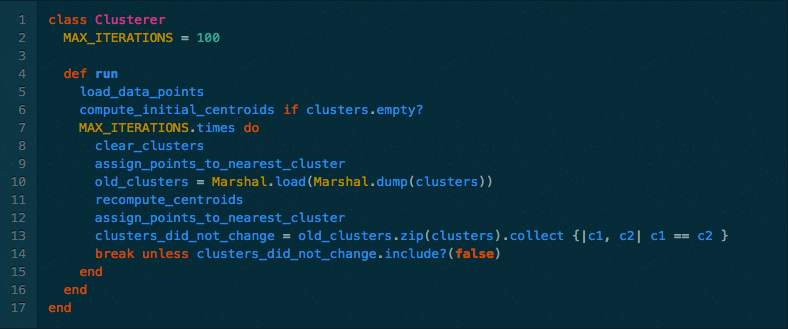 1 class Clusterer
2 MAX_ITERATIONS = 100
3
4 def run
5 load_data_points
6 compute_initial_centroids if clusters.empty?
7 MAX_ITERATIONS.times do
8 clear_clusters
9 assign_points_to_nearest_cluster
10 old_clusters = Marshal.load(Marshal.dump(clusters))
11 recompute_centroids
12 assign_points_to_nearest_cluster
13 clusters_did_not_change = old_clusters.zip(clusters).collect {|c1, c2| c1 == c2 }
14 break unless clusters_did_not_change.include?(false)
15 end
16 end
17 end